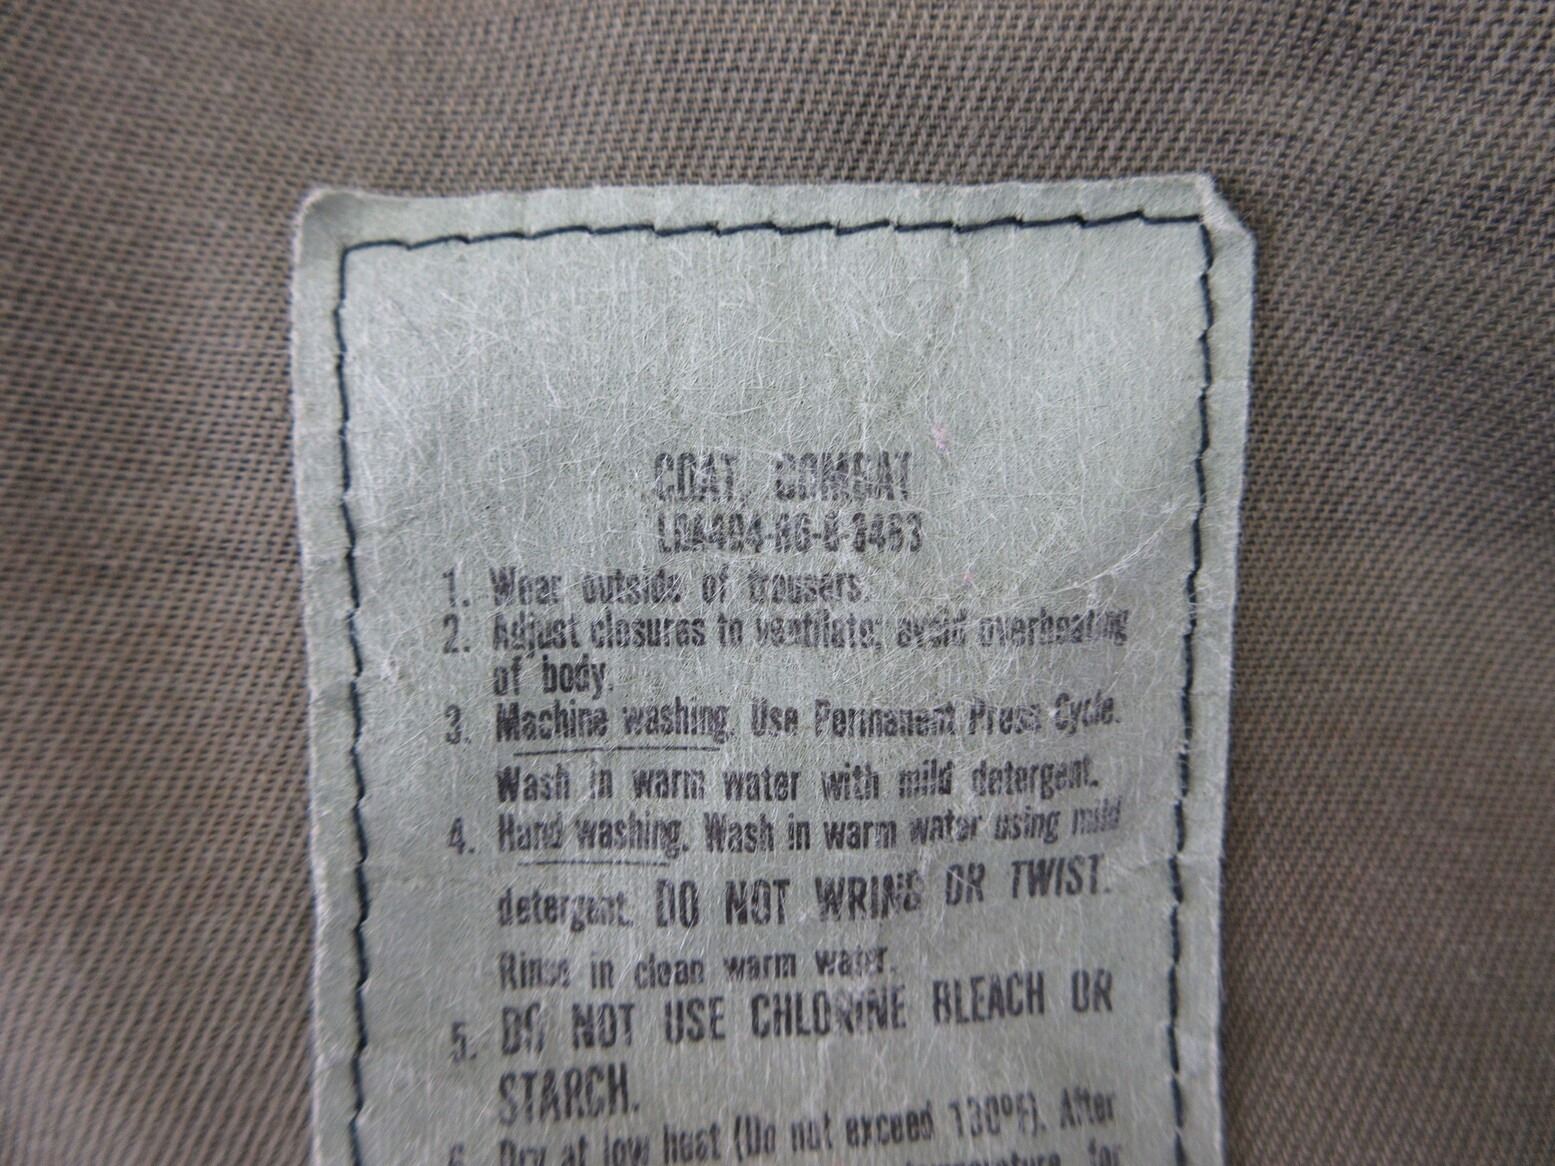 COAT COMBAT
1. Wear outside of trousers.
2. Adjust closures to ventilate; avoid overheating
of body.
3. Machine washing. Use Permanent Press Cycle.
Wash in warm water with mild detergent.
4. Hand washing. Wash in warm water using mild
detergent. DO NOT WRING OR TWIST.
Rinse in clean warm water.
5. DO NOT USE CHLORINE BLEACH OR
STARCH.
6. Dry at low heat (Do not exceed 130°F). After
temperature, for